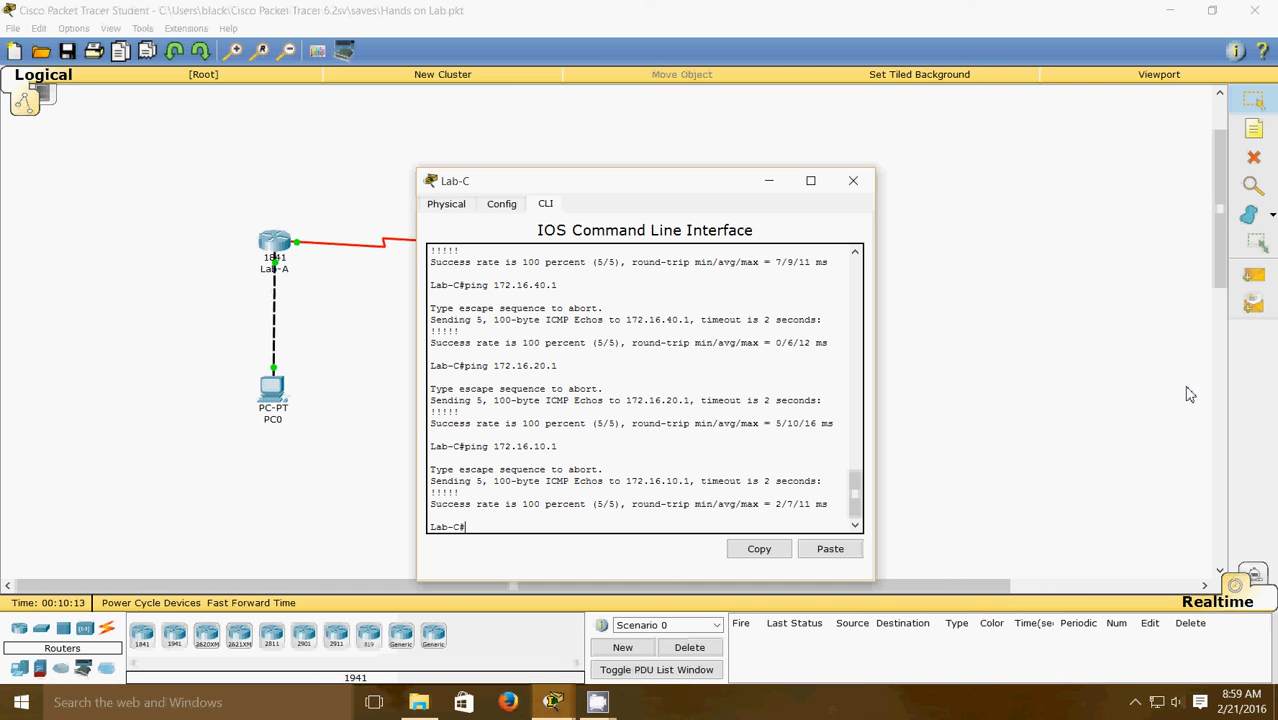 Cisco Packet Tracer Student - C:\Users\black\Cisco Packet Tracer 6.2sv\saves\Hands on Lab.pkt
File Edit Options View Tools Extensions Help
Logical [Root] New Cluster Move Object Set Tiled Background Viewport
Lab-C
Physical Config CLI
IOS Command Line Interface
!!!!!
Success rate is 100 percent (5/5), round-trip min/avg/max = 7/9/11 ms
Lab-C#ping 172.16.40.1
Type escape sequence to abort.
Sending 5, 100-byte ICMP Echos to 172.16.40.1, timeout is 2 seconds:
!!!!!
Success rate is 100 percent (5/5), round-trip min/avg/max = 0/6/12 ms
Lab-C#ping 172.16.20.1
Type escape sequence to abort.
Sending 5, 100-byte ICMP Echos to 172.16.20.1, timeout is 2 seconds:
!!!!!
Success rate is 100 percent (5/5), round-trip min/avg/max = 5/10/16 ms
Lab-C#ping 172.16.10.1
Type escape sequence to abort.
Sending 5, 100-byte ICMP Echos to 172.16.10.1, timeout is 2 seconds:
!!!!!
Success rate is 100 percent (5/5), round-trip min/avg/max = 2/7/11 ms
Lab-C#
Copy Paste
1841
Lab-A
PC-PT
PC0
Time: 00:10:13 Power Cycle Devices Fast Forward Time Realtime
Routers
1841 1941 2620XM 2621XM 2811 2901 2911 819 Generic Generic
1941
Scenario 0
New Delete
Toggle PDU List Window
Fire Last Status Source Destination Type Color Time(sec Periodic Num Edit Delete
Search the web and Windows
8:59 AM
2/21/2016